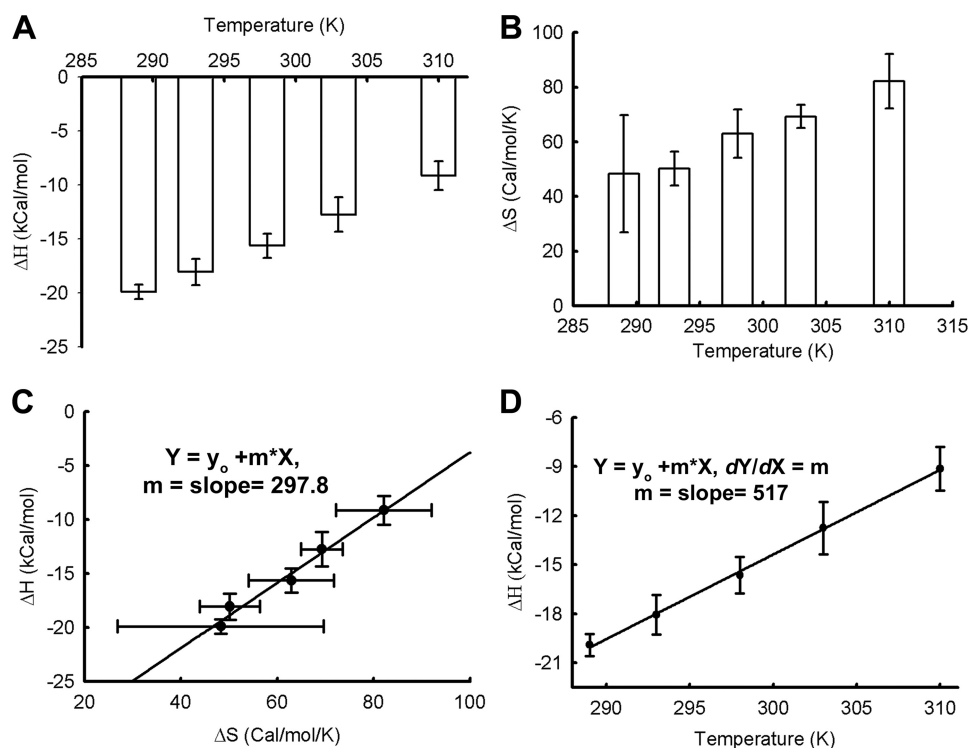 A
Temperature (K)
285 290 295 300 305 310
0
-5
-10
-15
-20
-25
ΔH (kCal/mol)
B
100
80
60
40
20
0
ΔS (Cal/mol/K)
285 290 295 300 305 310 315
Temperature (K)
C
0
-5
-10
-15
-20
-25
ΔH (kCal/mol)
Y = yo +m*X,
m = slope= 297.8
20 40 60 80 100
ΔS (Cal/mol/K)
D
-6
-9
-12
-15
-18
-21
ΔH (kCal/mol)
Y = yo +m*X, dY/dX = m
m = slope= 517
290 295 300 305 310
Temperature (K)